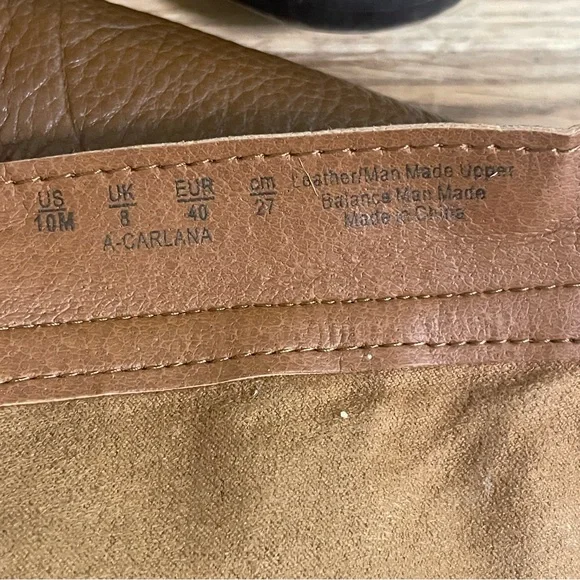 US UK EUR cm Leather/Man Made Upper
10M 8 40 27 Balance Man Made
A-CARLANA Made in China